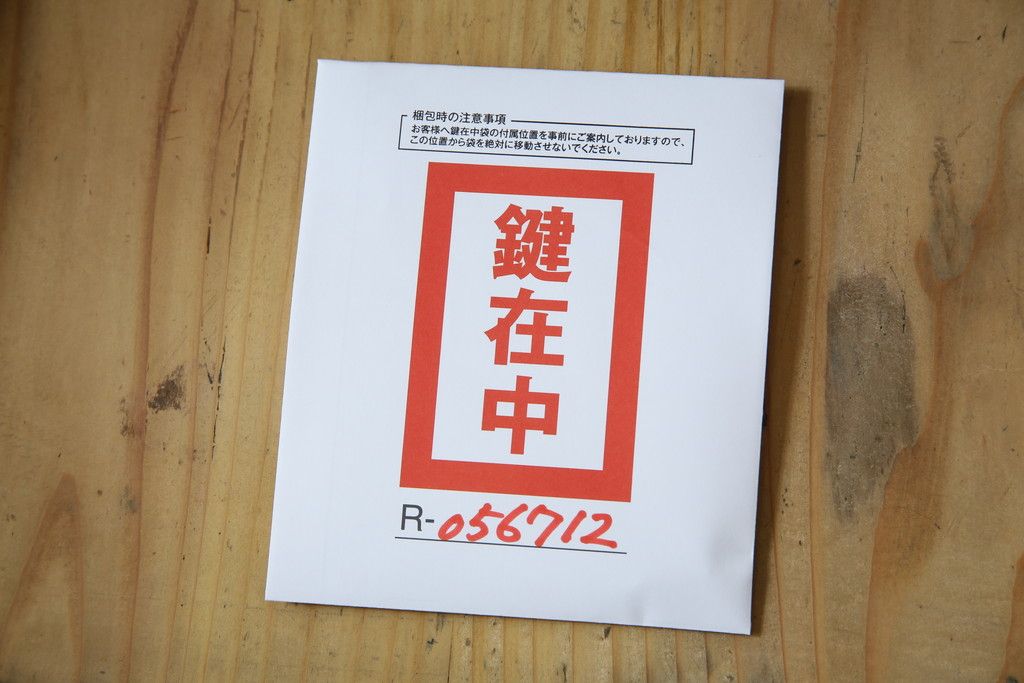 梱包時の注意事項
お客様へ鍵在中袋の付属位置を事前にご案内しておりますので、
この位置から袋を絶対に移動させないでください。
鍵在中
R-056712